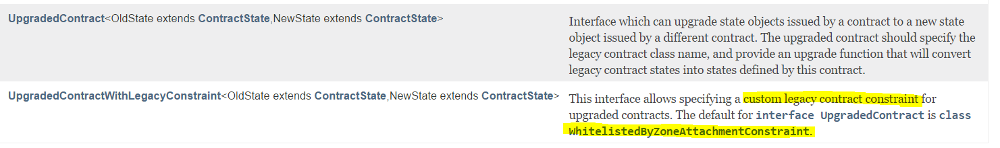 UpgradedContract<OldState extends ContractState,NewState extends ContractState>
Interface which can upgrade state objects issued by a contract to a new state
object issued by a different contract. The upgraded contract should specify the
legacy contract class name, and provide an upgrade function that will convert
legacy contract states into states defined by this contract.
UpgradedContractWithLegacyConstraint<OldState extends ContractState,NewState extends ContractState>
This interface allows specifying a custom legacy contract constraint for
upgraded contracts. The default for interface UpgradedContract is class
WhitelistedByZoneAttachmentConstraint.